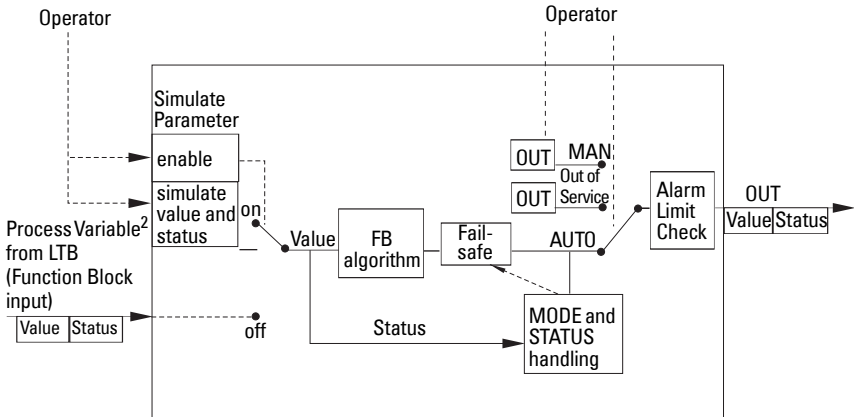 Operator
Operator
Simulate
Parameter
enable
simulate
value and
status
on
Process Variable²
from LTB
(Function Block
input)
Value Status
off
Value
Status
FB
algorithm
Fail-
safe
OUT MAN
OUT Out of
Service
AUTO
MODE and
STATUS
handling
Alarm
Limit
Check
OUT
Value Status